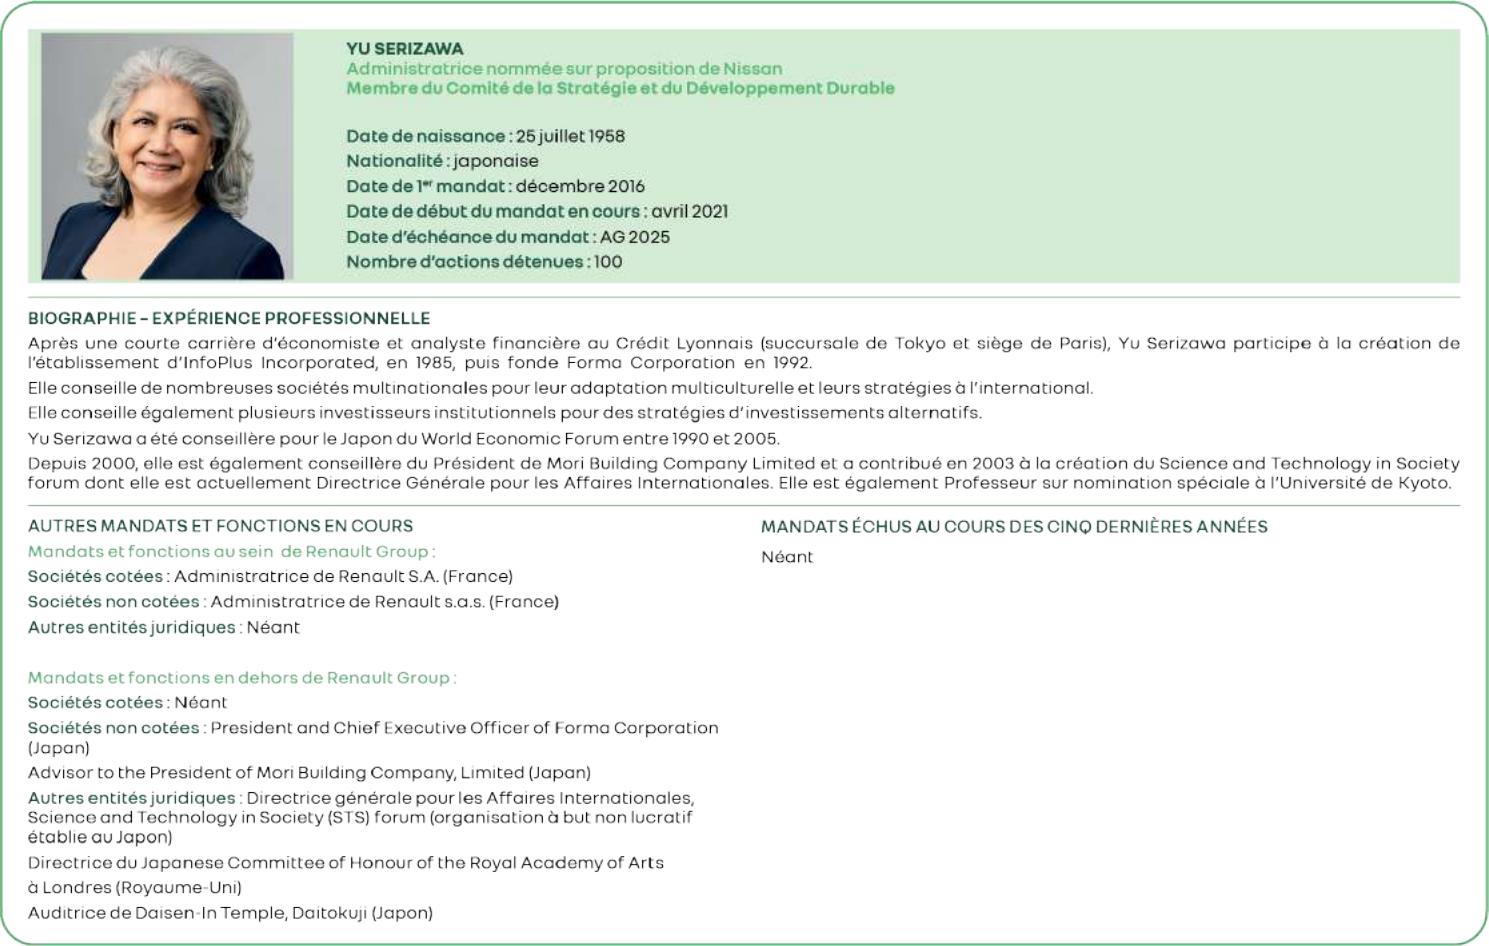 YU SERIZAWA
Administratrice nommée sur proposition de Nissan
Membre du Comité de la Stratégie et du Développement Durable
Date de naissance : 25 juillet 1958
Nationalité : japonaise
Date de 1er mandat : décembre 2016
Date de début du mandat en cours : avril 2021
Date d'échéance du mandat : AG 2025
Nombre d'actions détenues : 100
BIOGRAPHIE – EXPÉRIENCE PROFESSIONNELLE
Après une courte carrière d'économiste et analyste financière au Crédit Lyonnais (succursale de Tokyo et siège de Paris), Yu Serizawa participe à la création de
l'établissement d'InfoPlus Incorporated, en 1985, puis fonde Forma Corporation en 1992.
Elle conseille de nombreuses sociétés multinationales pour leur adaptation multiculturelle et leurs stratégies à l'international.
Elle conseille également plusieurs investisseurs institutionnels pour des stratégies d'investissements alternatifs.
Yu Serizawa a été conseillère pour le Japon du World Economic Forum entre 1990 et 2005.
Depuis 2000, elle est également conseillère du Président de Mori Building Company Limited et a contribué en 2003 à la création du Science and Technology in Society
forum dont elle est actuellement Directrice Générale pour les Affaires Internationales. Elle est également Professeur sur nomination spéciale à l'Université de Kyoto.
AUTRES MANDATS ET FONCTIONS EN COURS
Mandats et fonctions au sein de Renault Group :
Sociétés cotées : Administratrice de Renault S.A. (France)
Sociétés non cotées : Administratrice de Renault s.a.s. (France)
Autres entités juridiques : Néant
Mandats et fonctions en dehors de Renault Group :
Sociétés cotées : Néant
Sociétés non cotées : President and Chief Executive Officer of Forma Corporation
(Japan)
Advisor to the President of Mori Building Company, Limited (Japan)
Autres entités juridiques : Directrice générale pour les Affaires Internationales,
Science and Technology in Society (STS) forum (organisation à but non lucratif
établie au Japon)
Directrice du Japanese Committee of Honour of the Royal Academy of Arts
à Londres (Royaume-Uni)
Auditrice de Daisen-In Temple, Daitokuji (Japon)
MANDATS ÉCHUS AU COURS DES CINQ DERNIÈRES ANNÉES
Néant